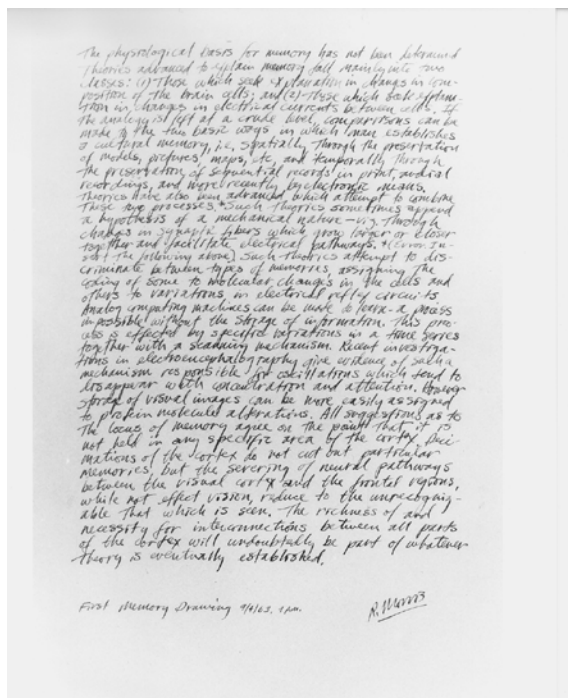 The physiological basis for memory has not been determined
Theories advanced to explain memory fall mainly into two
classes: (1) Those which seek explanation in changes in com-
position of the brain cells; and (2) Those which seek explana-
tion in changes in electrical currents between cells. If
the analogy is left at a crude level, comparisons can be
made to the two basic ways in which man establishes
a cultural memory, i.e., spatially through the preservation
of models, pictures, maps, etc, and temporally through
the preservation of sequential records in print, audial
recordings, and more recently by electronic means.
Theories have also been advanced, which attempt to combine
these two processes. * Such theories sometimes append
a hypothesis of a mechanical nature — viz, through
changes in synaptic fibers which grow larger or closer
together and facilitate electrical pathways. * (Error, In-
sert the following above) Such theories attempt to dis-
criminate between types of memories, assigning the
coding of some to molecular changes in the cells and
others to variations in electrical reflex circuits
Analog computing machines can be made to learn - a process
impossible without the storage of information. This pro-
cess is effected by specific variations in a time series
together with a scanning mechanism. Recent investiga-
tions in electroencephalography give evidence of such a
mechanism responsible for oscillations which tend to
disappear with concentration and attention. However
storage of visual images can be more easily assigned
to protein molecule alterations. All suggestions as to
the locus of memory agree on the point that it is
not held in any specific area of the cortex. Deci-
mations of the cortex do not cut out particular
memories, but the severing of neural pathways
between the visual cortex and the frontal regions,
while not effect vision, reduce to the unrecogniz-
able that which is seen. The richness of and
necessity for interconnections between all parts
of the cortex will undoubtably be part of whatever
theory is eventually established.
First Memory Drawing 9/4/63.
R. Morris